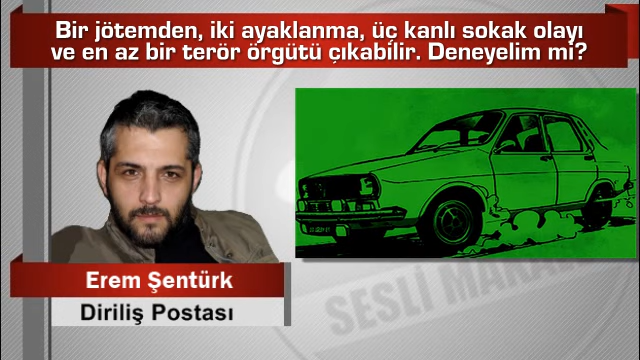 Bir jötemden, iki ayaklanma, üç kanlı sokak olayı
ve en az bir terör örgütü çıkabilir. Deneyelim mi?
Erem Şentürk
Diriliş Postası
SESLİ MAKALE